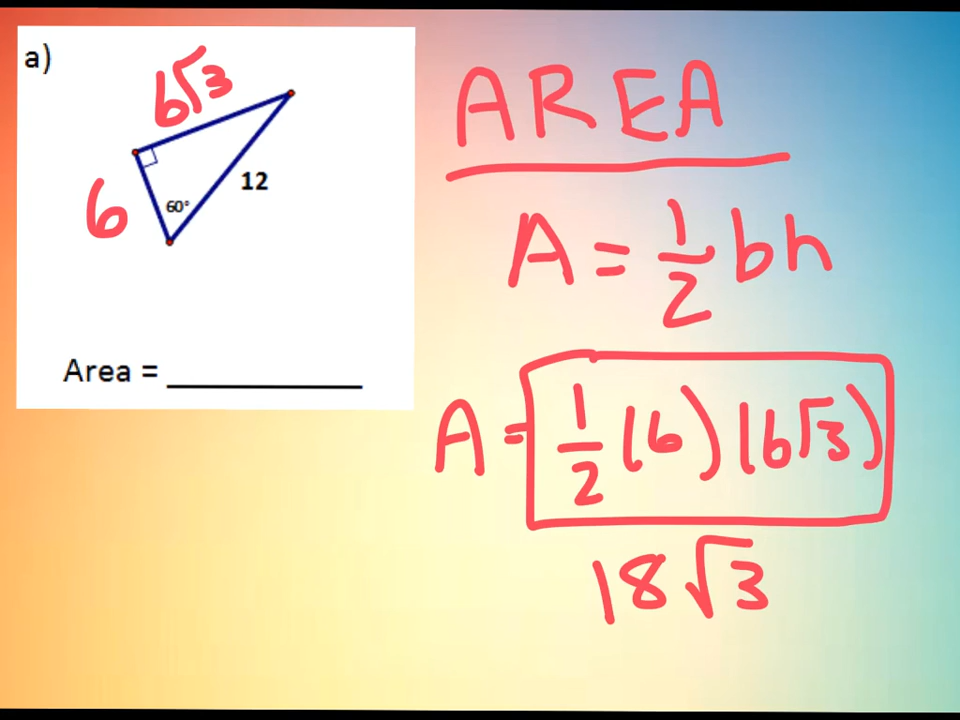 a)
6√3
6
60°
12
Area = ____________
AREA
A = 1/2 bh
A = 1/2 (6)(6√3)
18√3